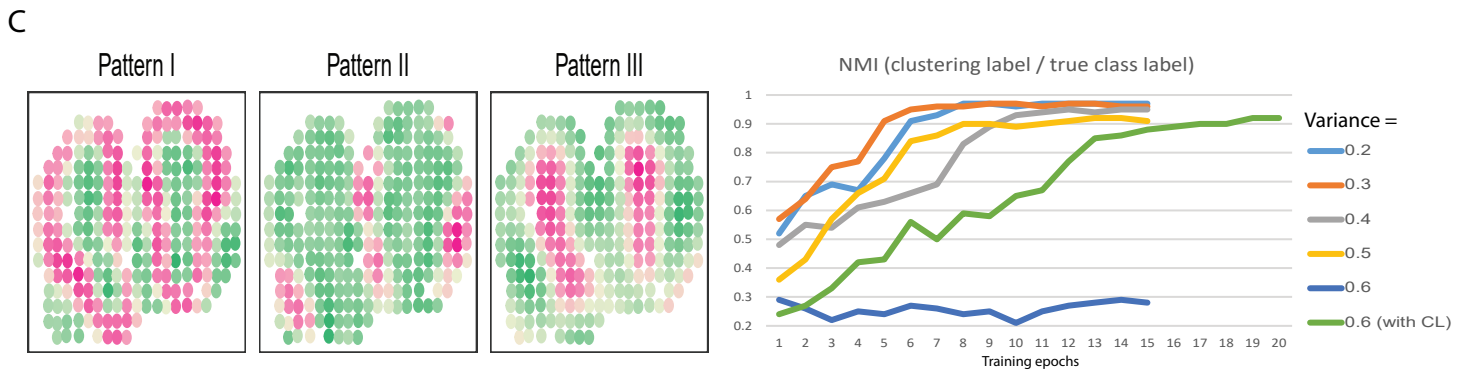 C
Pattern I
Pattern II
Pattern III
NMI (clustering label / true class label)
1
0.9
0.8
0.7
0.6
0.5
0.4
0.3
0.2
1 2 3 4 5 6 7 8 9 10 11 12 13 14 15 16 17 18 19 20
Training epochs
Variance =
0.2
0.3
0.4
0.5
0.6
0.6 (with CL)